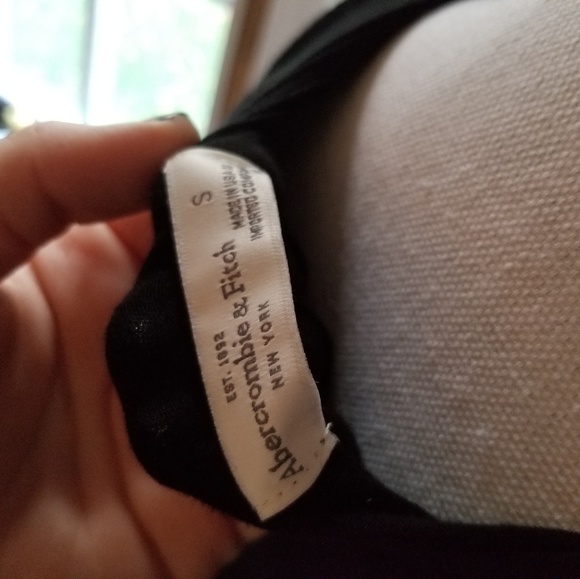 EST. 1892
Abercrombie & Fitch
NEW YORK
S
MADE IN USA
IMPORTED